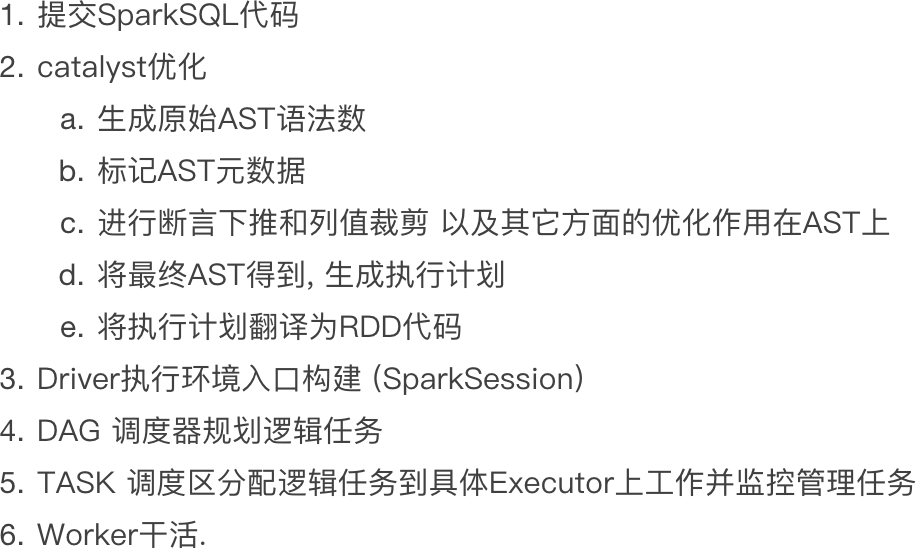 1. 提交SparkSQL代码
2. catalyst优化
a. 生成原始AST语法数
b. 标记AST元数据
c. 进行断言下推和列值裁剪 以及其它方面的优化作用在AST上
d. 将最终AST得到, 生成执行计划
e. 将执行计划翻译为RDD代码
3. Driver执行环境入口构建 (SparkSession)
4. DAG 调度器规划逻辑任务
5. TASK 调度区分配逻辑任务到具体Executor上工作并监控管理任务
6. Worker干活.